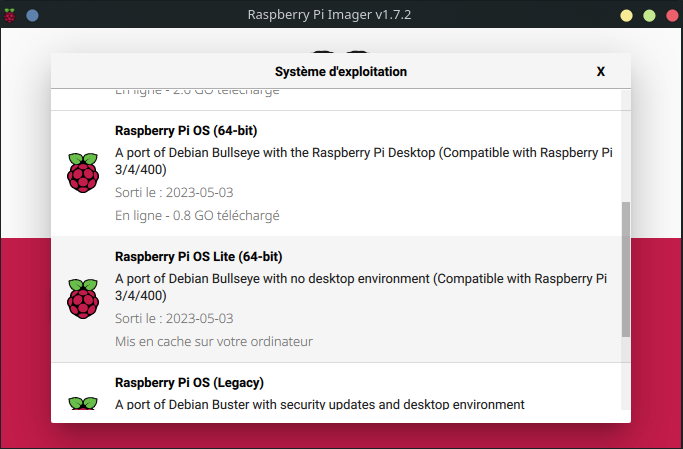 Raspberry Pi Imager v1.7.2
Système d'exploitation
X
En ligne - 2.6 GO téléchargé
Raspberry Pi OS (64-bit)
A port of Debian Bullseye with the Raspberry Pi Desktop (Compatible with Raspberry Pi
3/4/400)
Sorti le : 2023-05-03
En ligne - 0.8 GO téléchargé
Raspberry Pi OS Lite (64-bit)
A port of Debian Bullseye with no desktop environment (Compatible with Raspberry Pi
3/4/400)
Sorti le : 2023-05-03
Mis en cache sur votre ordinateur
Raspberry Pi OS (Legacy)
A port of Debian Buster with security updates and desktop environment